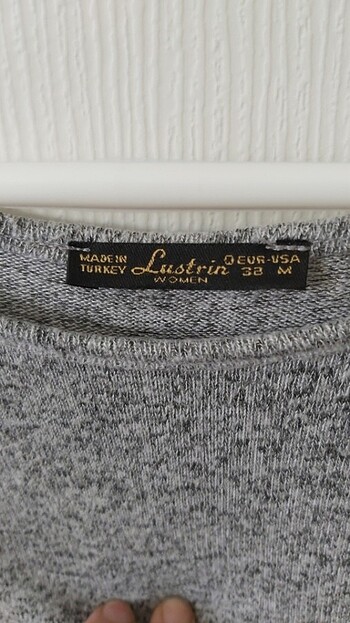 MADE IN
TURKEY
Lustrin
WOMEN
EUR-USA
38 M